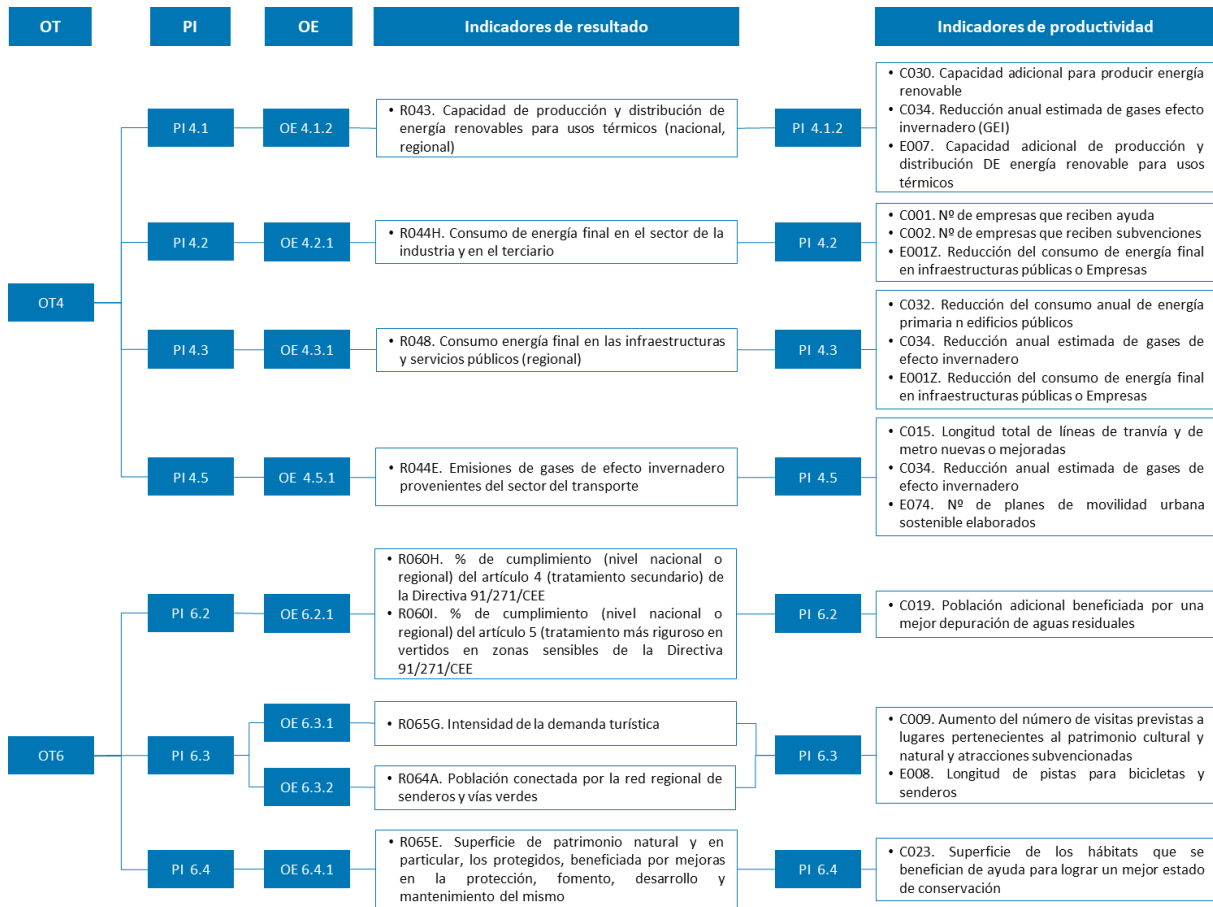 OT
PI
OE
Indicadores de resultado
Indicadores de productividad
OT4
PI 4.1
OE 4.1.2
• R043. Capacidad de producción y distribución de
energía renovables para usos térmicos (nacional,
regional)
PI 4.1.2
• C030. Capacidad adicional para producir energía
renovable
• C034. Reducción anual estimada de gases efecto
invernadero (GEI)
• E007. Capacidad adicional de producción y
distribución DE energía renovable para usos
térmicos
PI 4.2
OE 4.2.1
• R044H. Consumo de energía final en el sector de la
industria y en el terciario
PI 4.2
• C001. Nº de empresas que reciben ayuda
• C002. Nº de empresas que reciben subvenciones
• E001Z. Reducción del consumo de energía final
en infraestructuras públicas o Empresas
PI 4.3
OE 4.3.1
• R048. Consumo energía final en las infraestructuras
y servicios públicos (regional)
PI 4.3
• C032. Reducción del consumo anual de energía
primaria n edificios públicos
• C034. Reducción anual estimada de gases de
efecto invernadero
• E001Z. Reducción del consumo de energía final
en infraestructuras públicas o Empresas
PI 4.5
OE 4.5.1
• R044E. Emisiones de gases de efecto invernadero
provenientes del sector del transporte
PI 4.5
• C015. Longitud total de líneas de tranvía y de
metro nuevas o mejoradas
• C034. Reducción anual estimada de gases de
efecto invernadero
• E074. Nº de planes de movilidad urbana
sostenible elaborados
OT6
PI 6.2
OE 6.2.1
• R060H. % de cumplimiento (nivel nacional o
regional) del artículo 4 (tratamiento secundario) de
la Directiva 91/271/CEE
• R060I. % de cumplimiento (nivel nacional o
regional) del artículo 5 (tratamiento más riguroso en
vertidos en zonas sensibles de la Directiva
91/271/CEE
PI 6.2
• C019. Población adicional beneficiada por una
mejor depuración de aguas residuales
PI 6.3
OE 6.3.1
• R065G. Intensidad de la demanda turística
OE 6.3.2
• R064A. Población conectada por la red regional de
senderos y vías verdes
PI 6.3
• C009. Aumento del número de visitas previstas a
lugares pertenecientes al patrimonio cultural y
natural y atracciones subvencionadas
• E008. Longitud de pistas para bicicletas y
senderos
PI 6.4
OE 6.4.1
• R065E. Superficie de patrimonio natural y en
particular, los protegidos, beneficiada por mejoras
en la protección, fomento, desarrollo y
mantenimiento del mismo
PI 6.4
• C023. Superficie de los hábitats que se
benefician de ayuda para lograr un mejor estado
de conservación